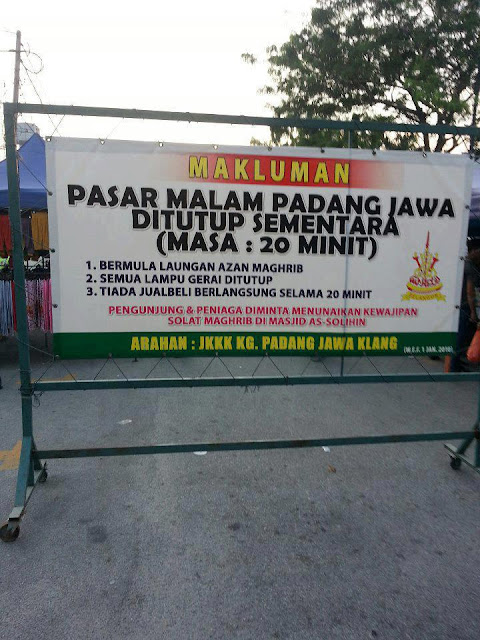 MAKLUMAN
PASAR MALAM PADANG JAWA
DITUTUP SEMENTARA
(MASA : 20 MINIT)
1. BERMULA LAUNGAN AZAN MAGHRIB
2. SEMUA LAMPU GERAI DITUTUP
3. TIADA JUALBELI BERLANGSUNG SELAMA 20 MINIT
PENGUNJUNG & PENIAGA DIMINTA MENUNAIKAN KEWAJIPAN
SOLAT MAGHRIB DI MASJID AS-SOLIHIN
ARAHAN : JKKK KG. PADANG JAWA KLANG